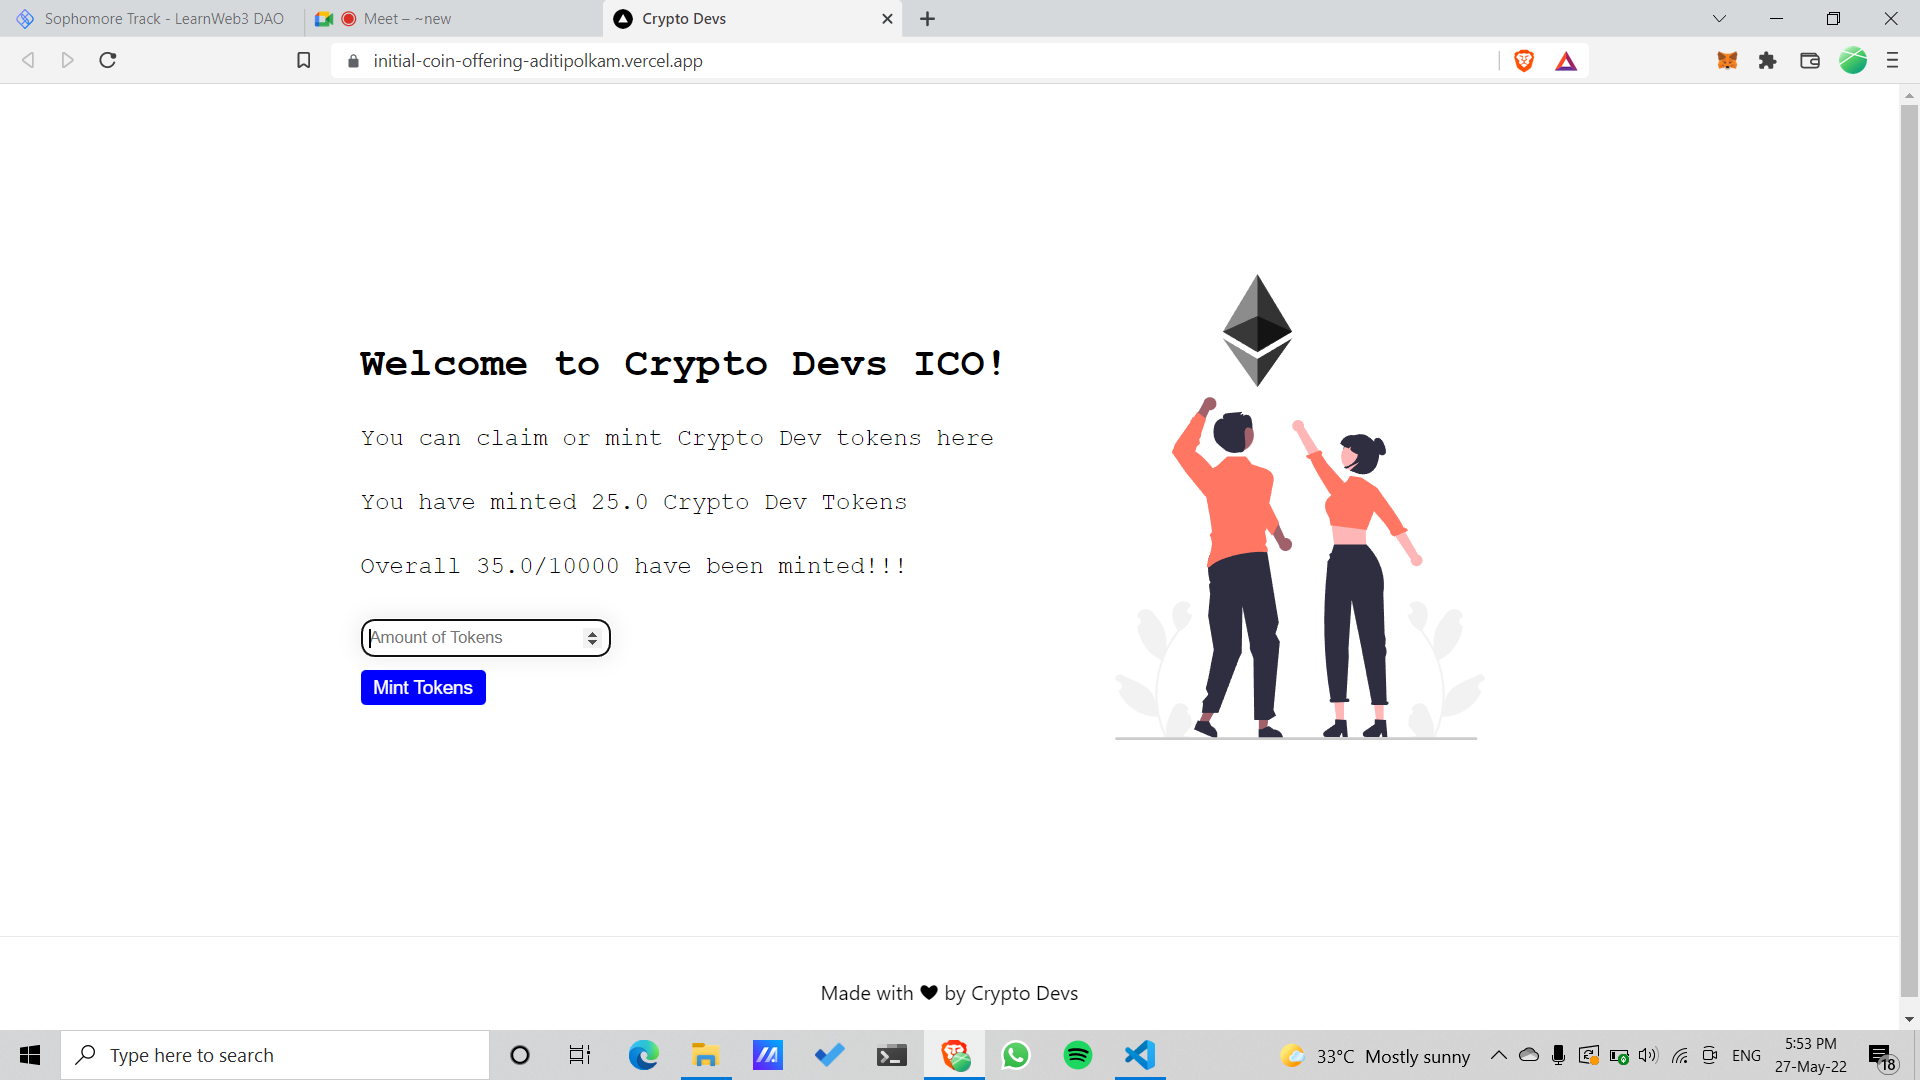 Sophomore Track - LearnWeb3 DAO
Meet – ~new
Crypto Devs
initial-coin-offering-aditipolkam.vercel.app
Welcome to Crypto Devs ICO!
You can claim or mint Crypto Dev tokens here
You have minted 25.0 Crypto Dev Tokens
Overall 35.0/10000 have been minted!!!
Amount of Tokens
Mint Tokens
Made with ♥ by Crypto Devs
Type here to search
33°C Mostly sunny
ENG
5:53 PM
27-May-22
18